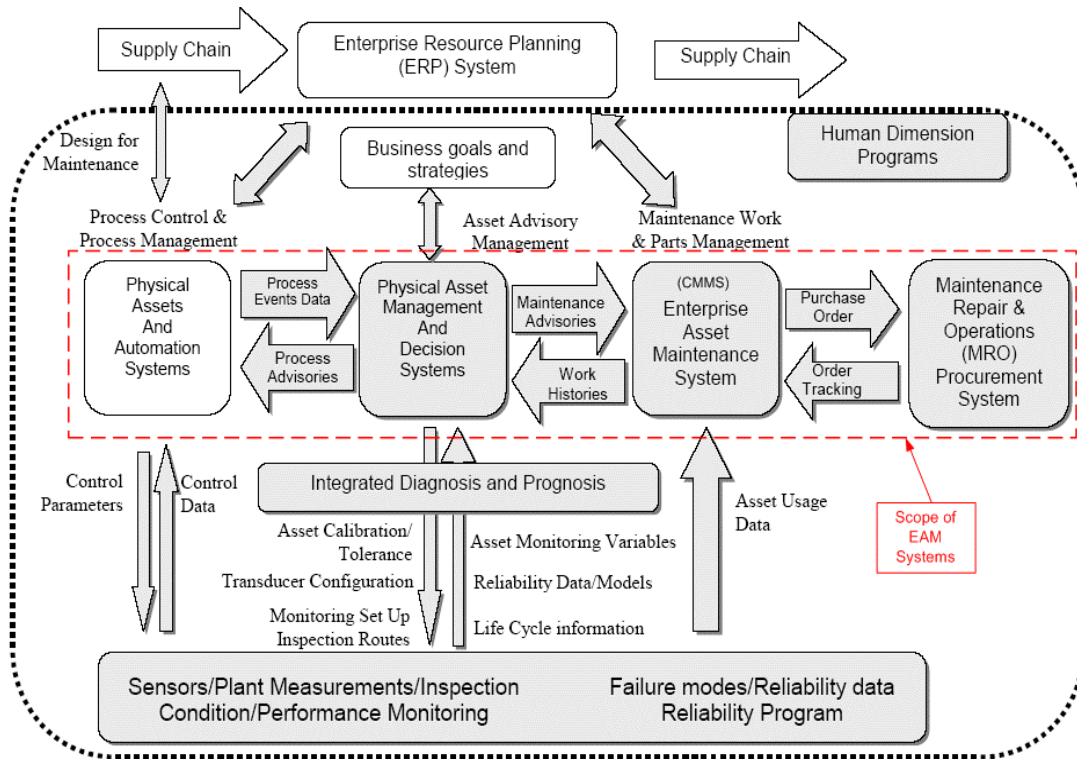 Supply Chain
Enterprise Resource Planning
(ERP) System
Supply Chain
Design for
Maintenance
Business goals and
strategies
Human Dimension
Programs
Process Control &
Process Management
Asset Advisory
Management
Maintenance Work
& Parts Management
Physical
Assets
And
Automation
Systems
Process
Events Data
Process
Advisories
Physical Asset
Management
And
Decision
Systems
Maintenance
Advisories
Work
Histories
(CMMS)
Enterprise
Asset
Maintenance
System
Purchase
Order
Order
Tracking
Maintenance
Repair &
Operations
(MRO)
Procurement
System
Control
Parameters
Control
Data
Integrated Diagnosis and Prognosis
Asset Calibration/
Tolerance
Transducer Configuration
Monitoring Set Up
Inspection Routes
Asset Monitoring Variables
Reliability Data/Models
Life Cycle information
Asset Usage
Data
Scope of
EAM
Systems
Sensors/Plant Measurements/Inspection
Condition/Performance Monitoring
Failure modes/Reliability data
Reliability Program